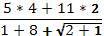 5 * 4 + 11 * 2
1 + 8 + √2 + 1